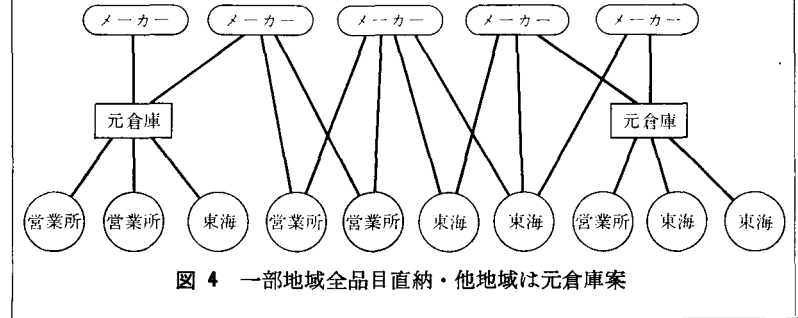 メーカー メーカー メーカー メーカー メーカー
元倉庫 元倉庫
営業所 営業所 東海 営業所 営業所 東海 東海 営業所 東海 東海
図 4 一部地域全品目直納・他地域は元倉庫案